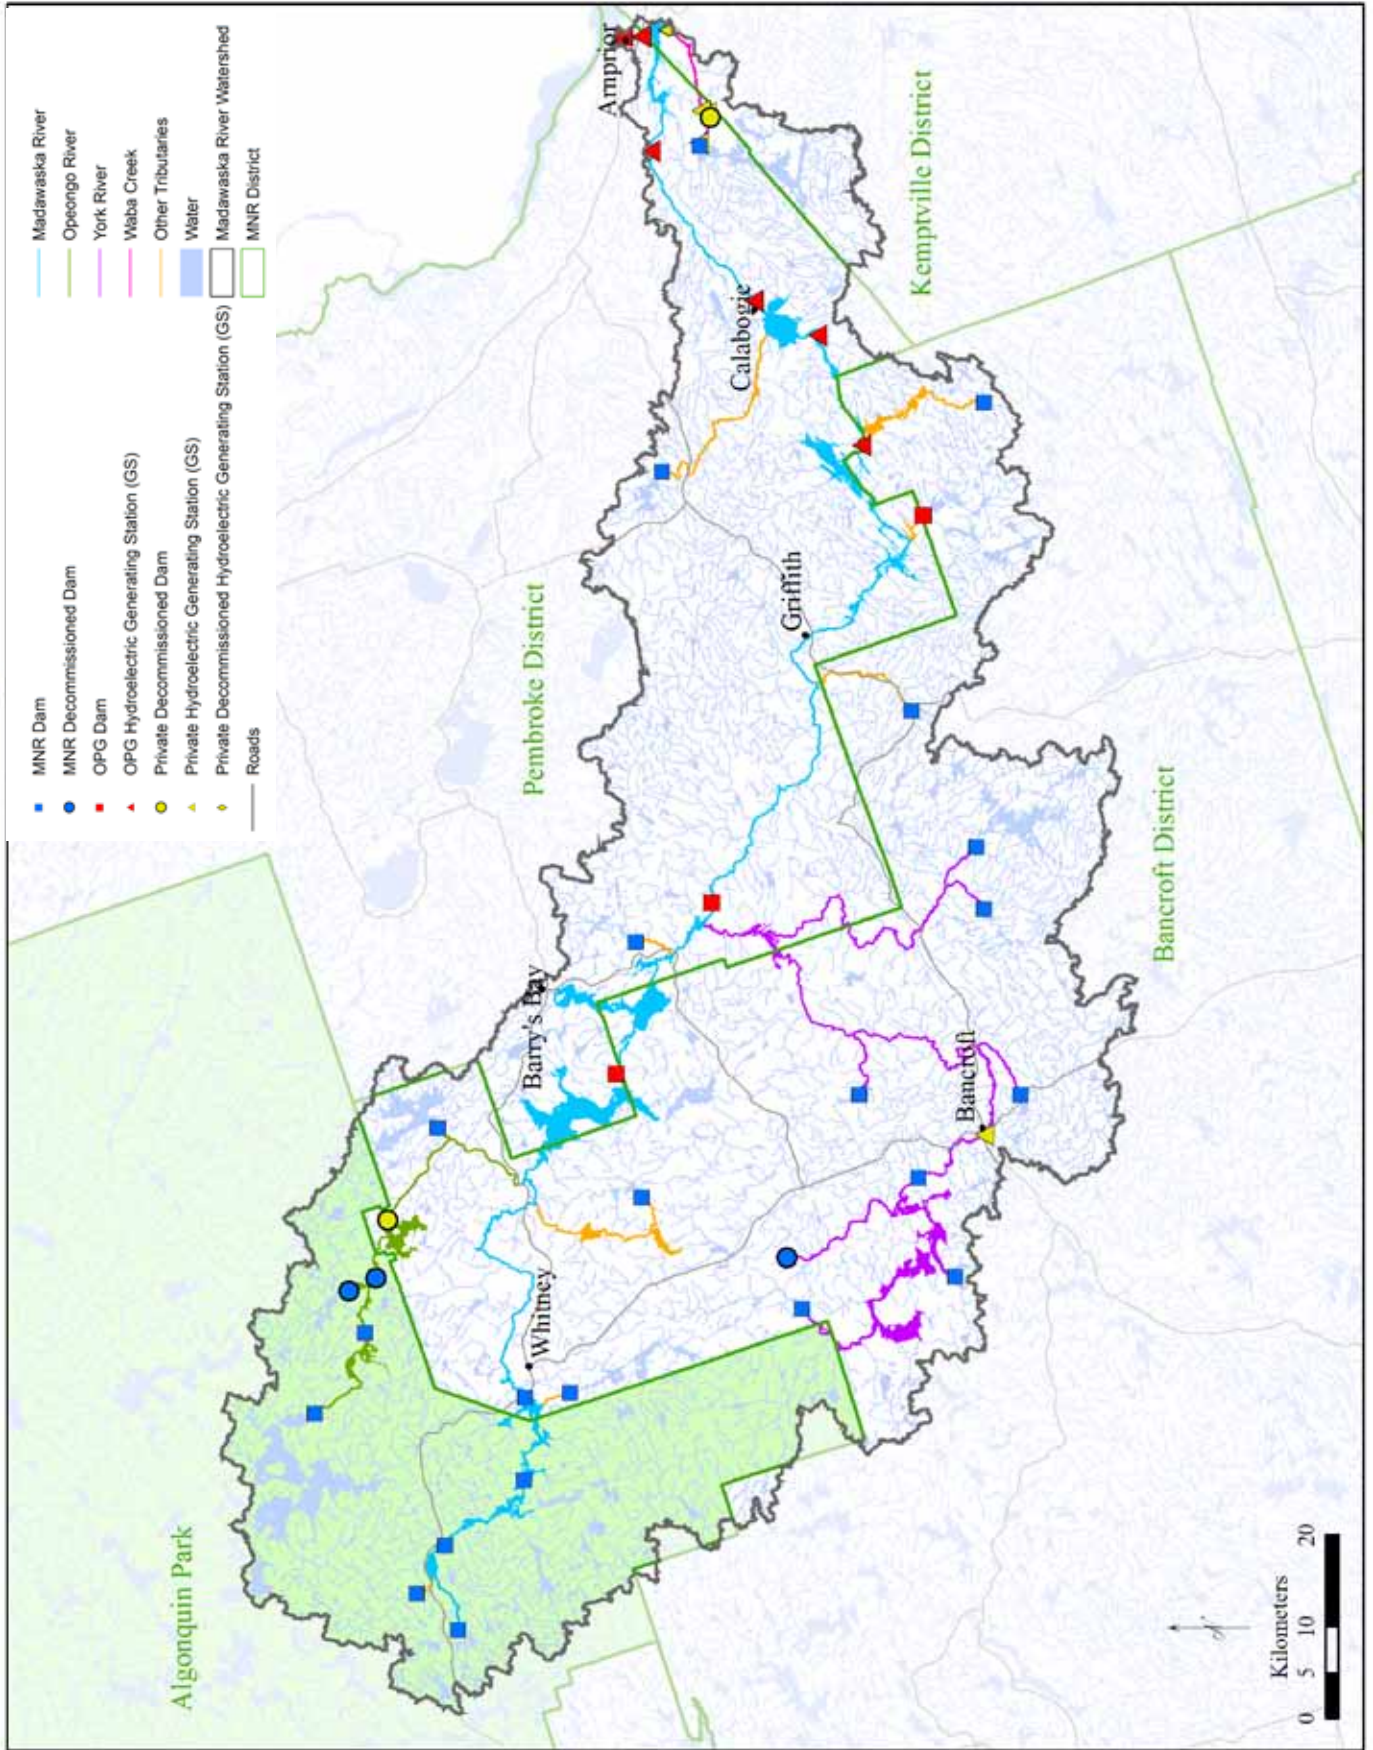 MNR Dam
MNR Decommissioned Dam
OPG Dam
OPG Hydroelectric Generating Station (GS)
Private Decommissioned Dam
Private Hydroelectric Generating Station (GS)
Private Decommissioned Hydroelectric Generating Station (GS)
Roads
Madawaska River
Opeongo River
York River
Waba Creek
Other Tributaries
Water
Madawaska River Watershed
MNR District
Algonquin Park
Pembroke District
Kemptville District
Bancroft District
Whitney
Barry's Bay
Bancroft
Griffith
Calabogie
Arnprior
Kilometers
0 5 10 20
N